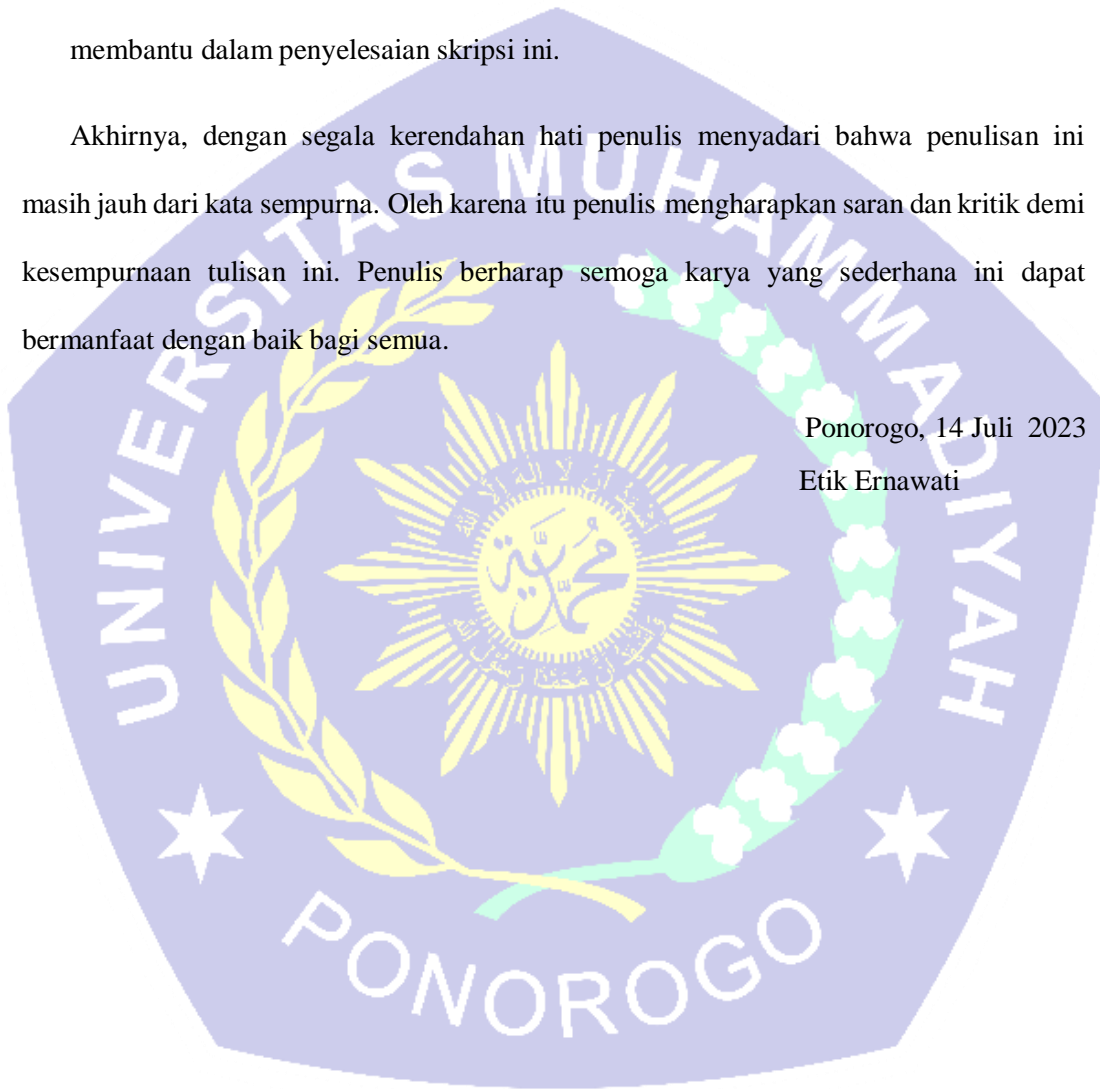 membantu dalam penyelesaian skripsi ini.
Akhirnya, dengan segala kerendahan hati penulis menyadari bahwa penulisan ini
masih jauh dari kata sempurna. Oleh karena itu penulis mengharapkan saran dan kritik demi
kesempurnaan tulisan ini. Penulis berharap semoga karya yang sederhana ini dapat
bermanfaat dengan baik bagi semua.
Ponorogo, 14 Juli 2023
Etik Ernawati
UNIVERSITAS MUHAMMADIYAH
PONOROGO
محمدية